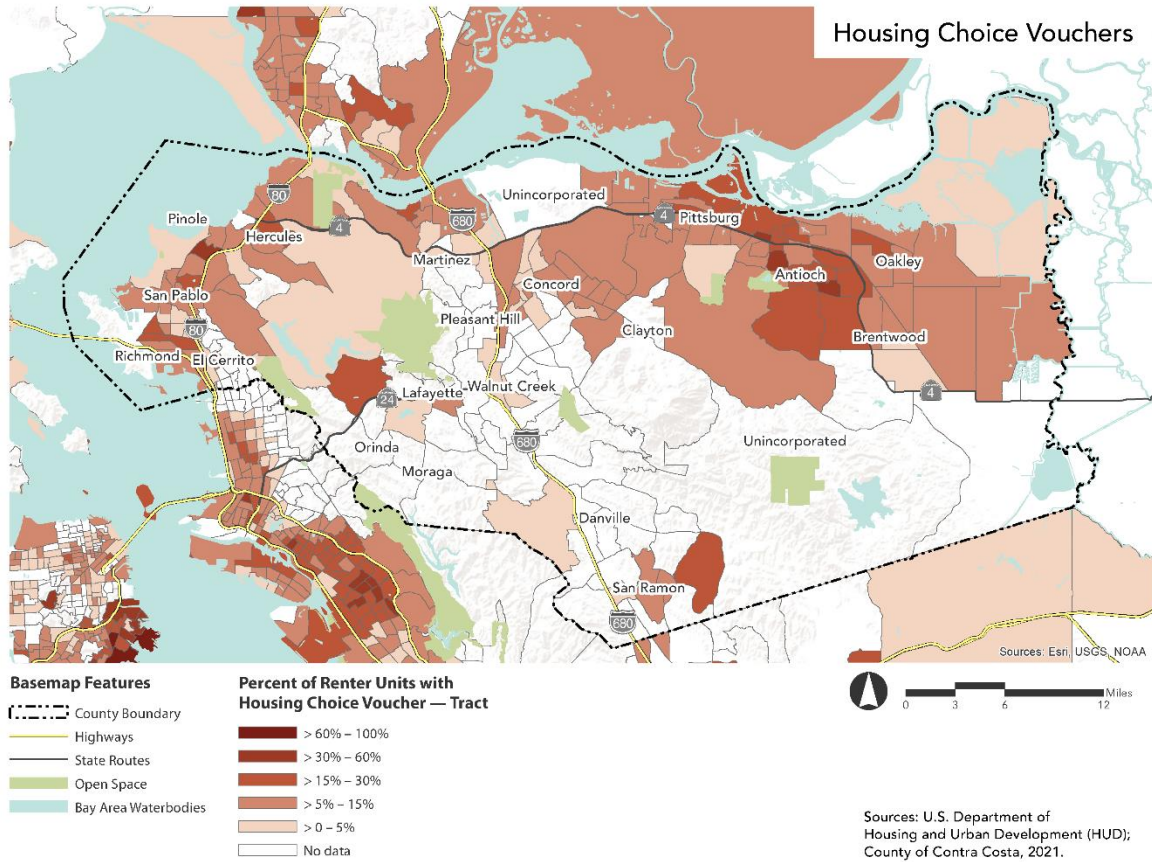 Housing Choice Vouchers
Unincorporated
80
Pinole
Hercules
4
680
Martinez
4
Pittsburg
Concord
Antioch
Oakley
San Pablo
80
Pleasant Hill
Clayton
Brentwood
Richmond
El Cerrito
Walnut Creek
Lafayette
24
4
Orinda
680
Unincorporated
Moraga
Danville
San Ramon
680
Sources: Esri, USGS, NOAA
Basemap Features
County Boundary
Highways
State Routes
Open Space
Bay Area Waterbodies
Percent of Renter Units with
Housing Choice Voucher — Tract
> 60% – 100%
> 30% – 60%
> 15% – 30%
> 5% – 15%
> 0 – 5%
No data
Miles
0 3 6 12
Sources: U.S. Department of
Housing and Urban Development (HUD);
County of Contra Costa, 2021.